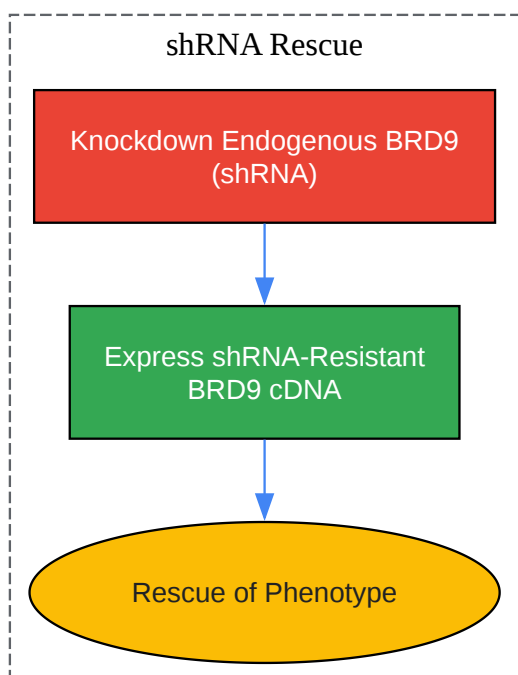 shRNA Rescue
Knockdown Endogenous BRD9
(shRNA)
Express shRNA-Resistant
BRD9 cDNA
Rescue of Phenotype